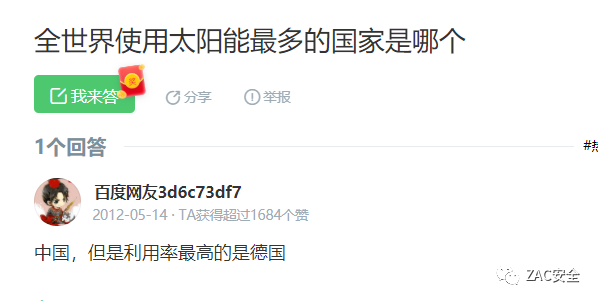 全世界使用太阳能最多的国家是哪个
我来答
分享
举报
1个回答
百度网友3d6c73df7
2012-05-14 · TA获得超过1684个赞
中国，但是利用率最高的是德国
ZAC安全